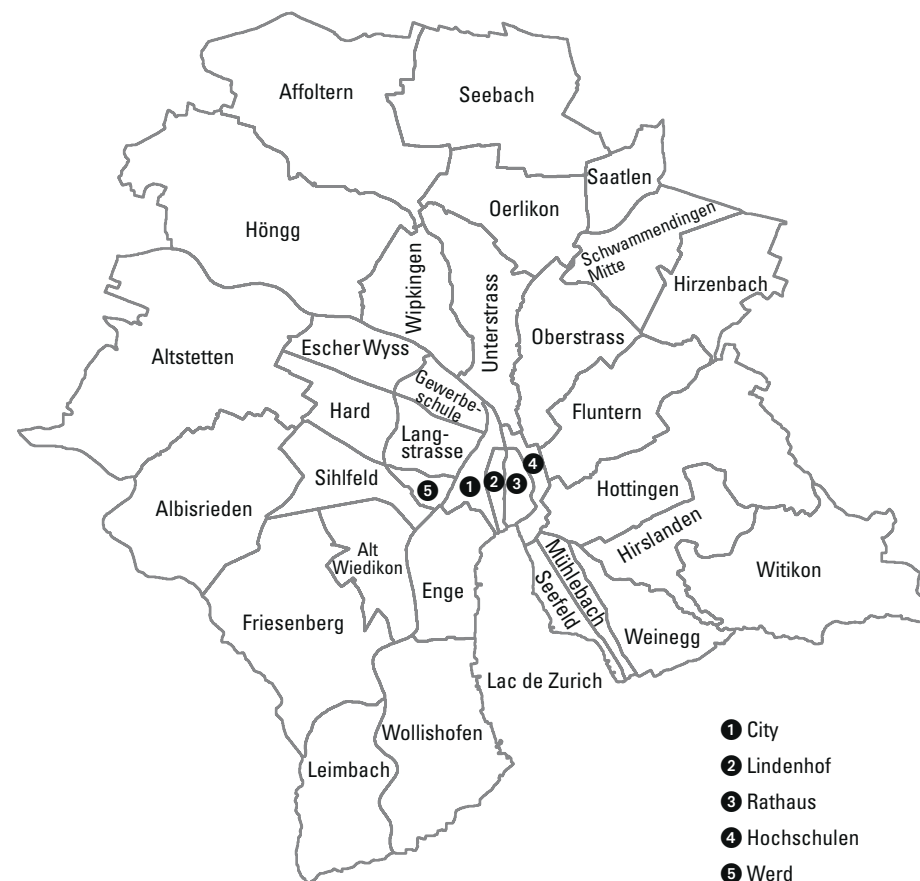 Affoltern
Seebach
Saatlen
Oerlikon
Schwammendingen
Mitte
Höngg
Hirzenbach
Wipkingen
Unterstrass
Oberstrass
Escher Wyss
Altstetten
Gewerbe-
schule
Hard
Fluntern
Lang-
strasse
4
Sihlfeld
5
1
2
3
Hottingen
Albisrieden
Hirslanden
Alt
Wiedikon
Mühlebach
Witikon
Enge
Seefeld
Friesenberg
Weinegg
Lac de Zurich
Wollishofen
Leimbach
1 City
2 Lindenhof
3 Rathaus
4 Hochschulen
5 Werd